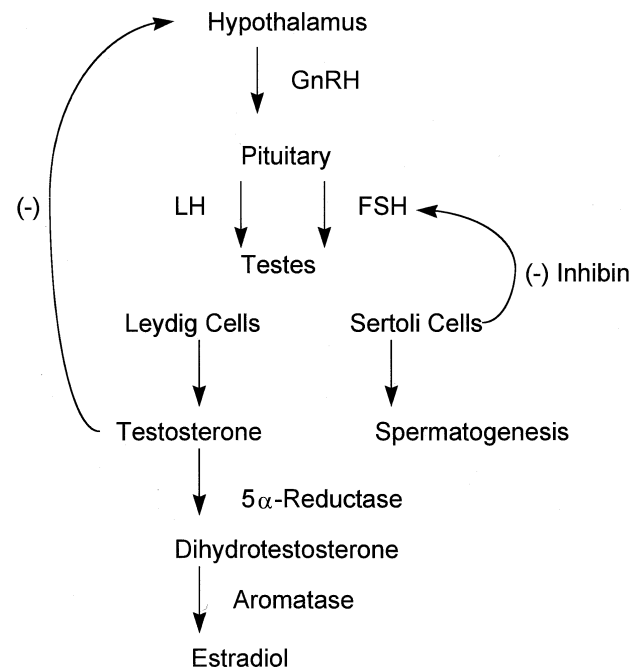 Hypothalamus
GnRH
Pituitary
(-)
LH
FSH
Testes
(-) Inhibin
Leydig Cells
Sertoli Cells
Testosterone
Spermatogenesis
5α-Reductase
Dihydrotestosterone
Aromatase
Estradiol